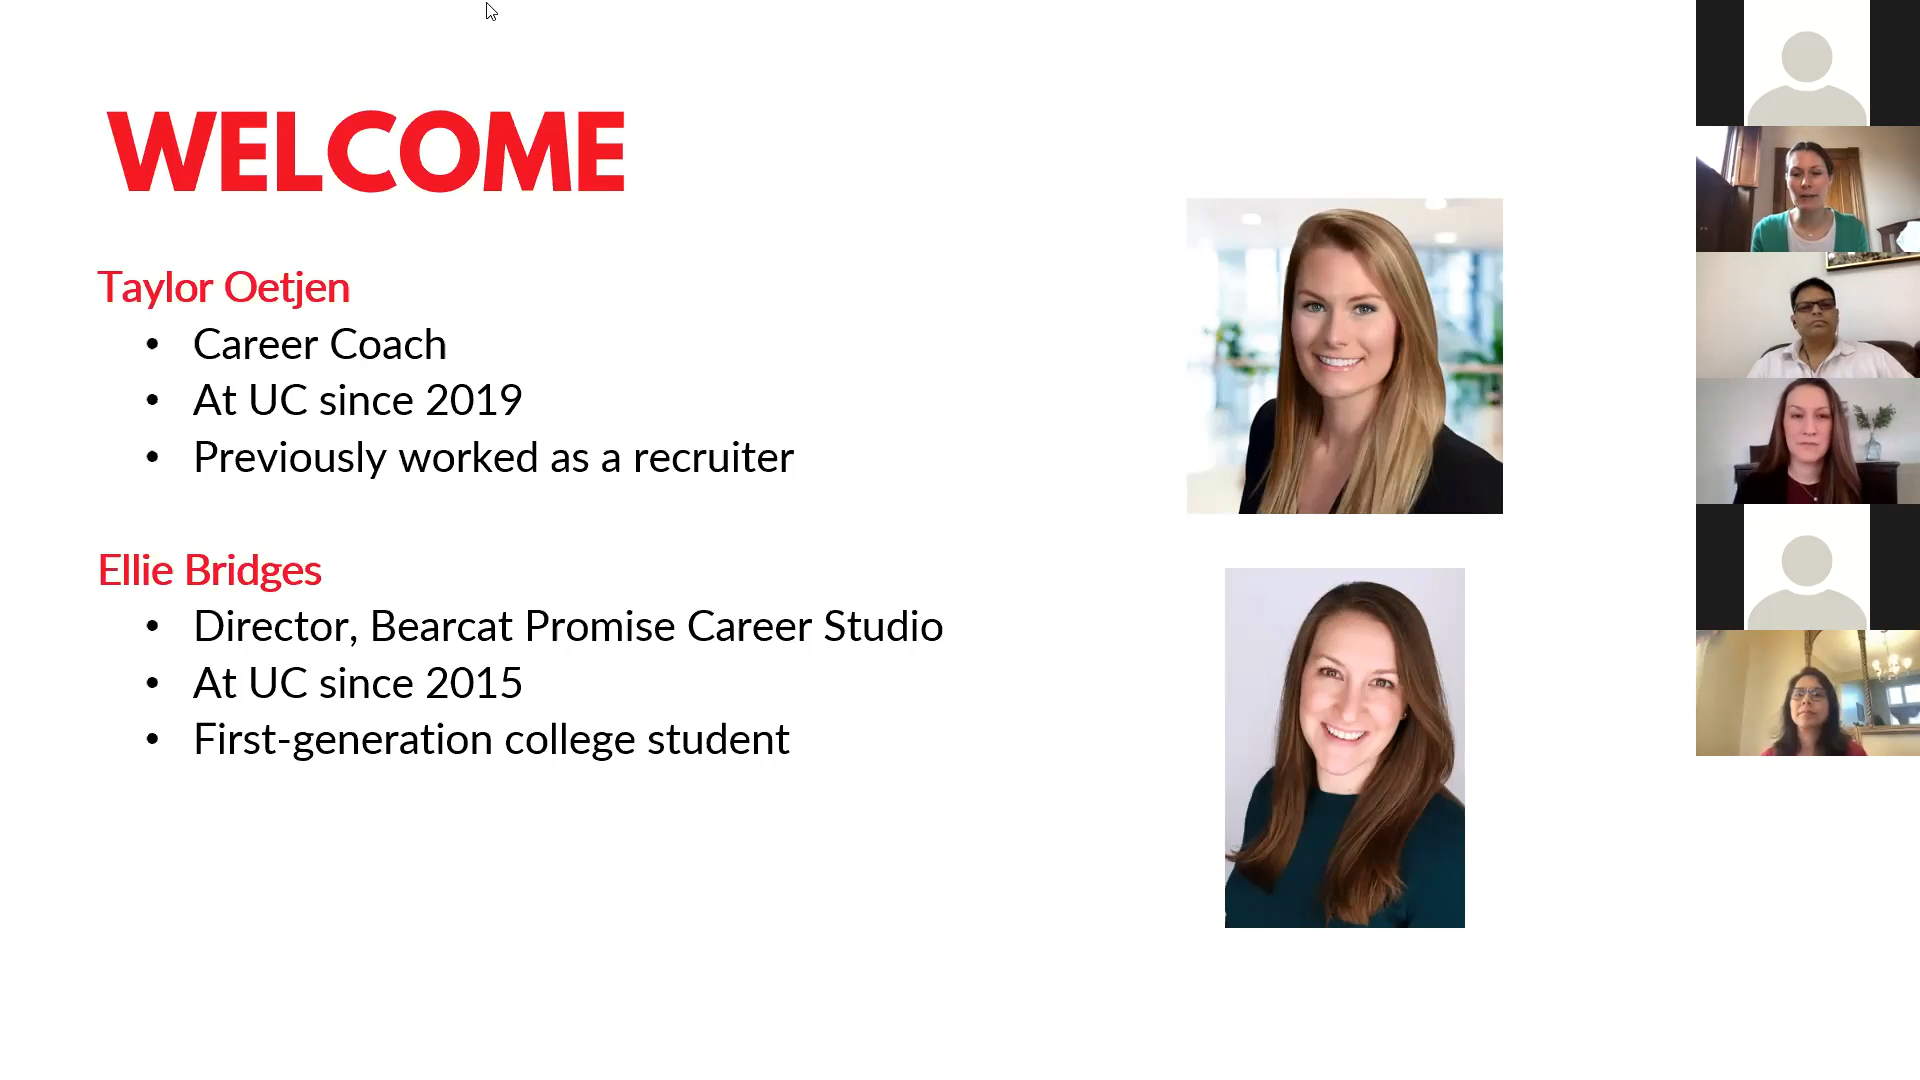 WELCOME
Taylor Oetjen
• Career Coach
• At UC since 2019
• Previously worked as a recruiter
Ellie Bridges
• Director, Bearcat Promise Career Studio
• At UC since 2015
• First-generation college student